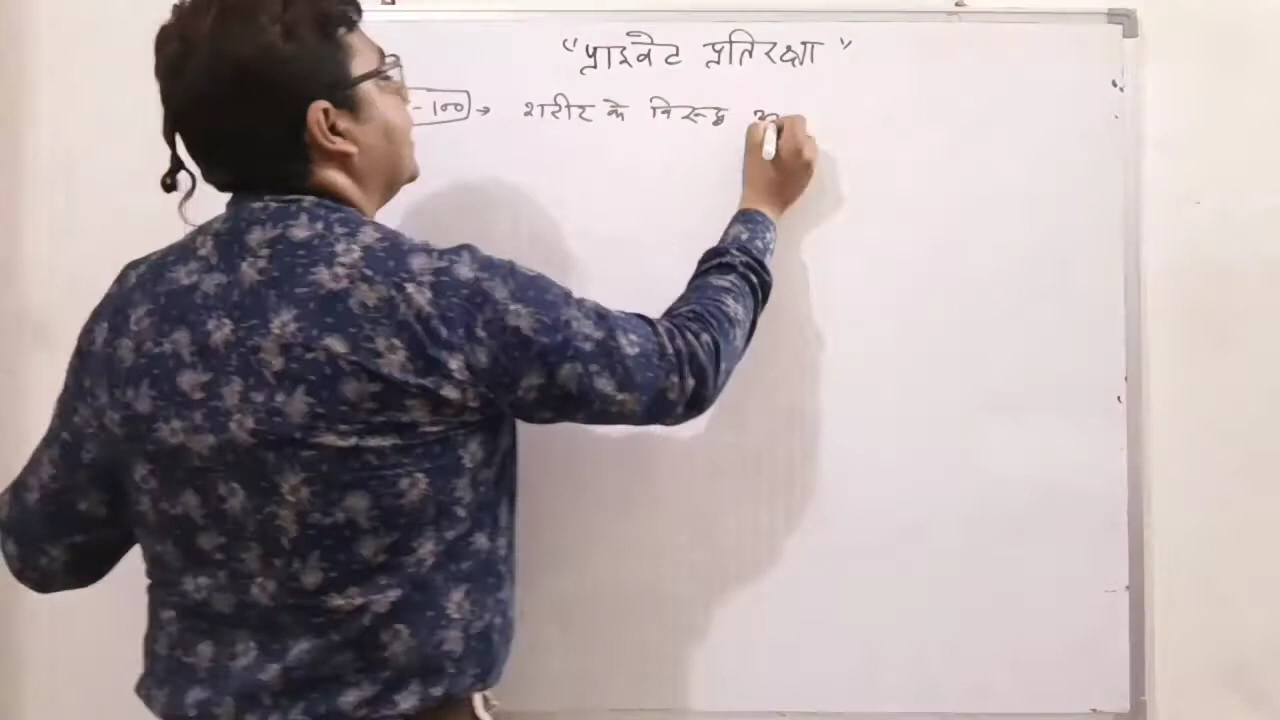 "प्राइवेट प्रतिरक्षा"
-100 → शरीर के विरूद्ध